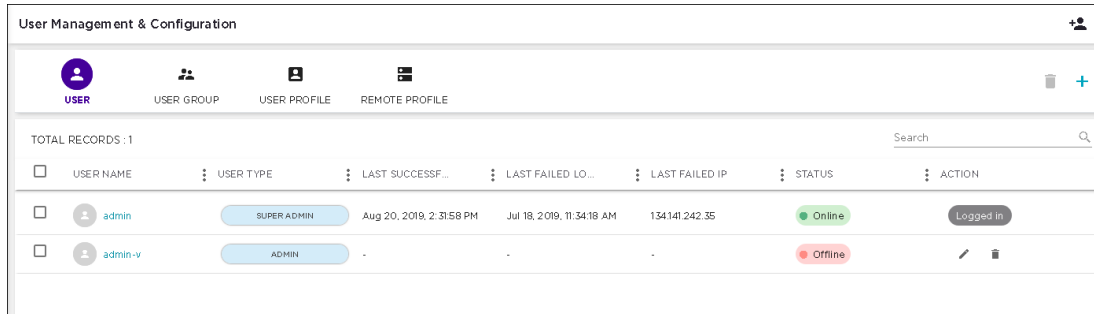 User Management & Configuration
USER
USER GROUP
USER PROFILE
REMOTE PROFILE
TOTAL RECORDS : 1
Search
USER NAME USER TYPE LAST SUCCESSF... LAST FAILED LO... LAST FAILED IP STATUS ACTION
admin SUPER ADMIN Aug 20, 2019, 2:31:58 PM Jul 18, 2019, 11:34:18 AM 134.141.242.35 Online Logged in
admin-v ADMIN - - - Offline